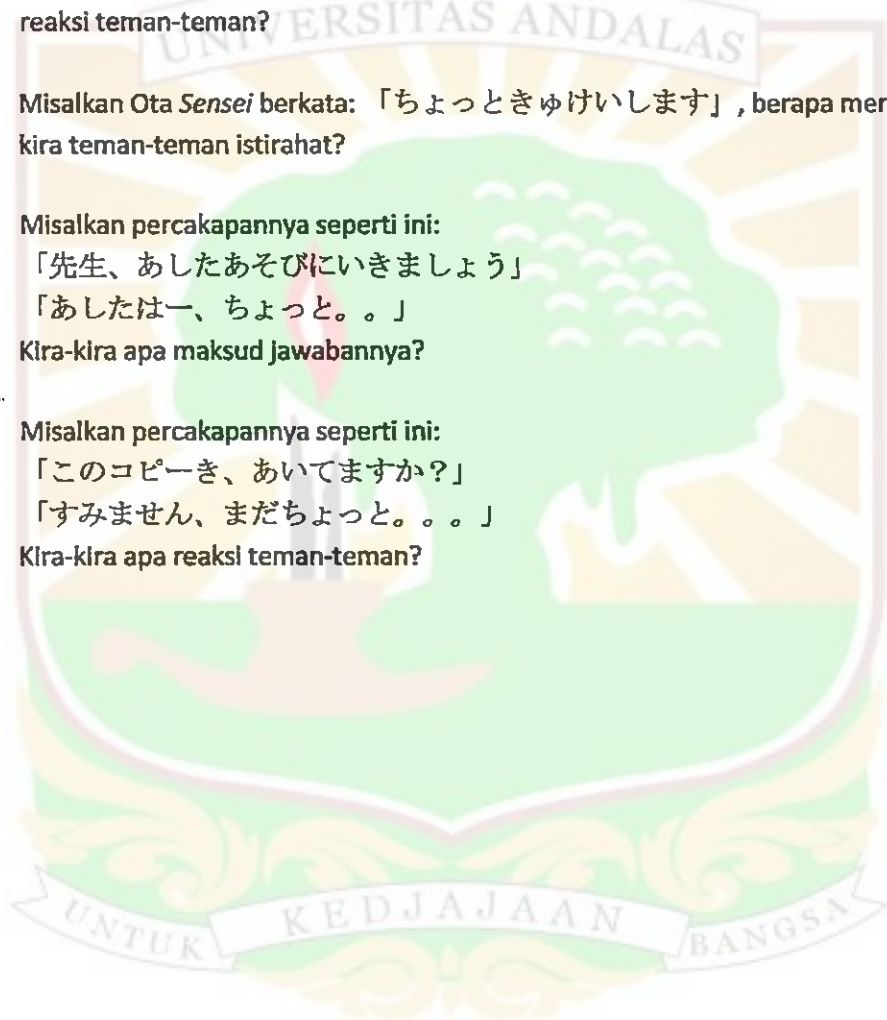 reaksi teman-teman?
UNIVERSITAS ANDALAS
Misalkan Ota Sensei berkata: 「ちょっときゅけいします」, berapa mer
kira teman-teman istirahat?
Misalkan percakapannya seperti ini:
「先生、あしたあそびにいきましょう」
「あしたはー、ちょっと。。」
Kira-kira apa maksud jawabannya?
Misalkan percakapannya seperti ini:
「このコピーき、あいてますか?」
「すみません、まだちょっと。。。」
Kira-kira apa reaksi teman-teman?
UNTUK KEDJAJAAN BANGSA